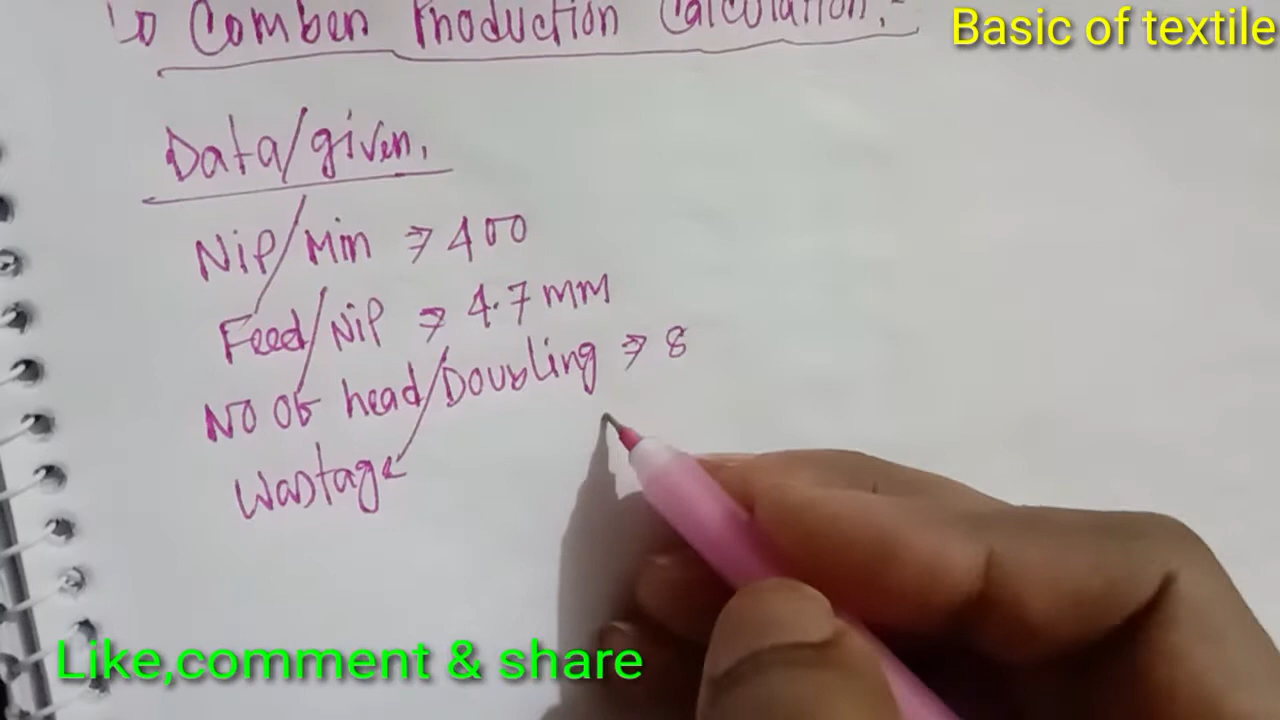 1) Comber Production Calculation:-
Basic of textile
Data/given,
Nip/Min ⇒ 400
Feed/Nip ⇒ 4.7 mm
No of head/Doubling ⇒ 8
Wastage
Like,comment & share